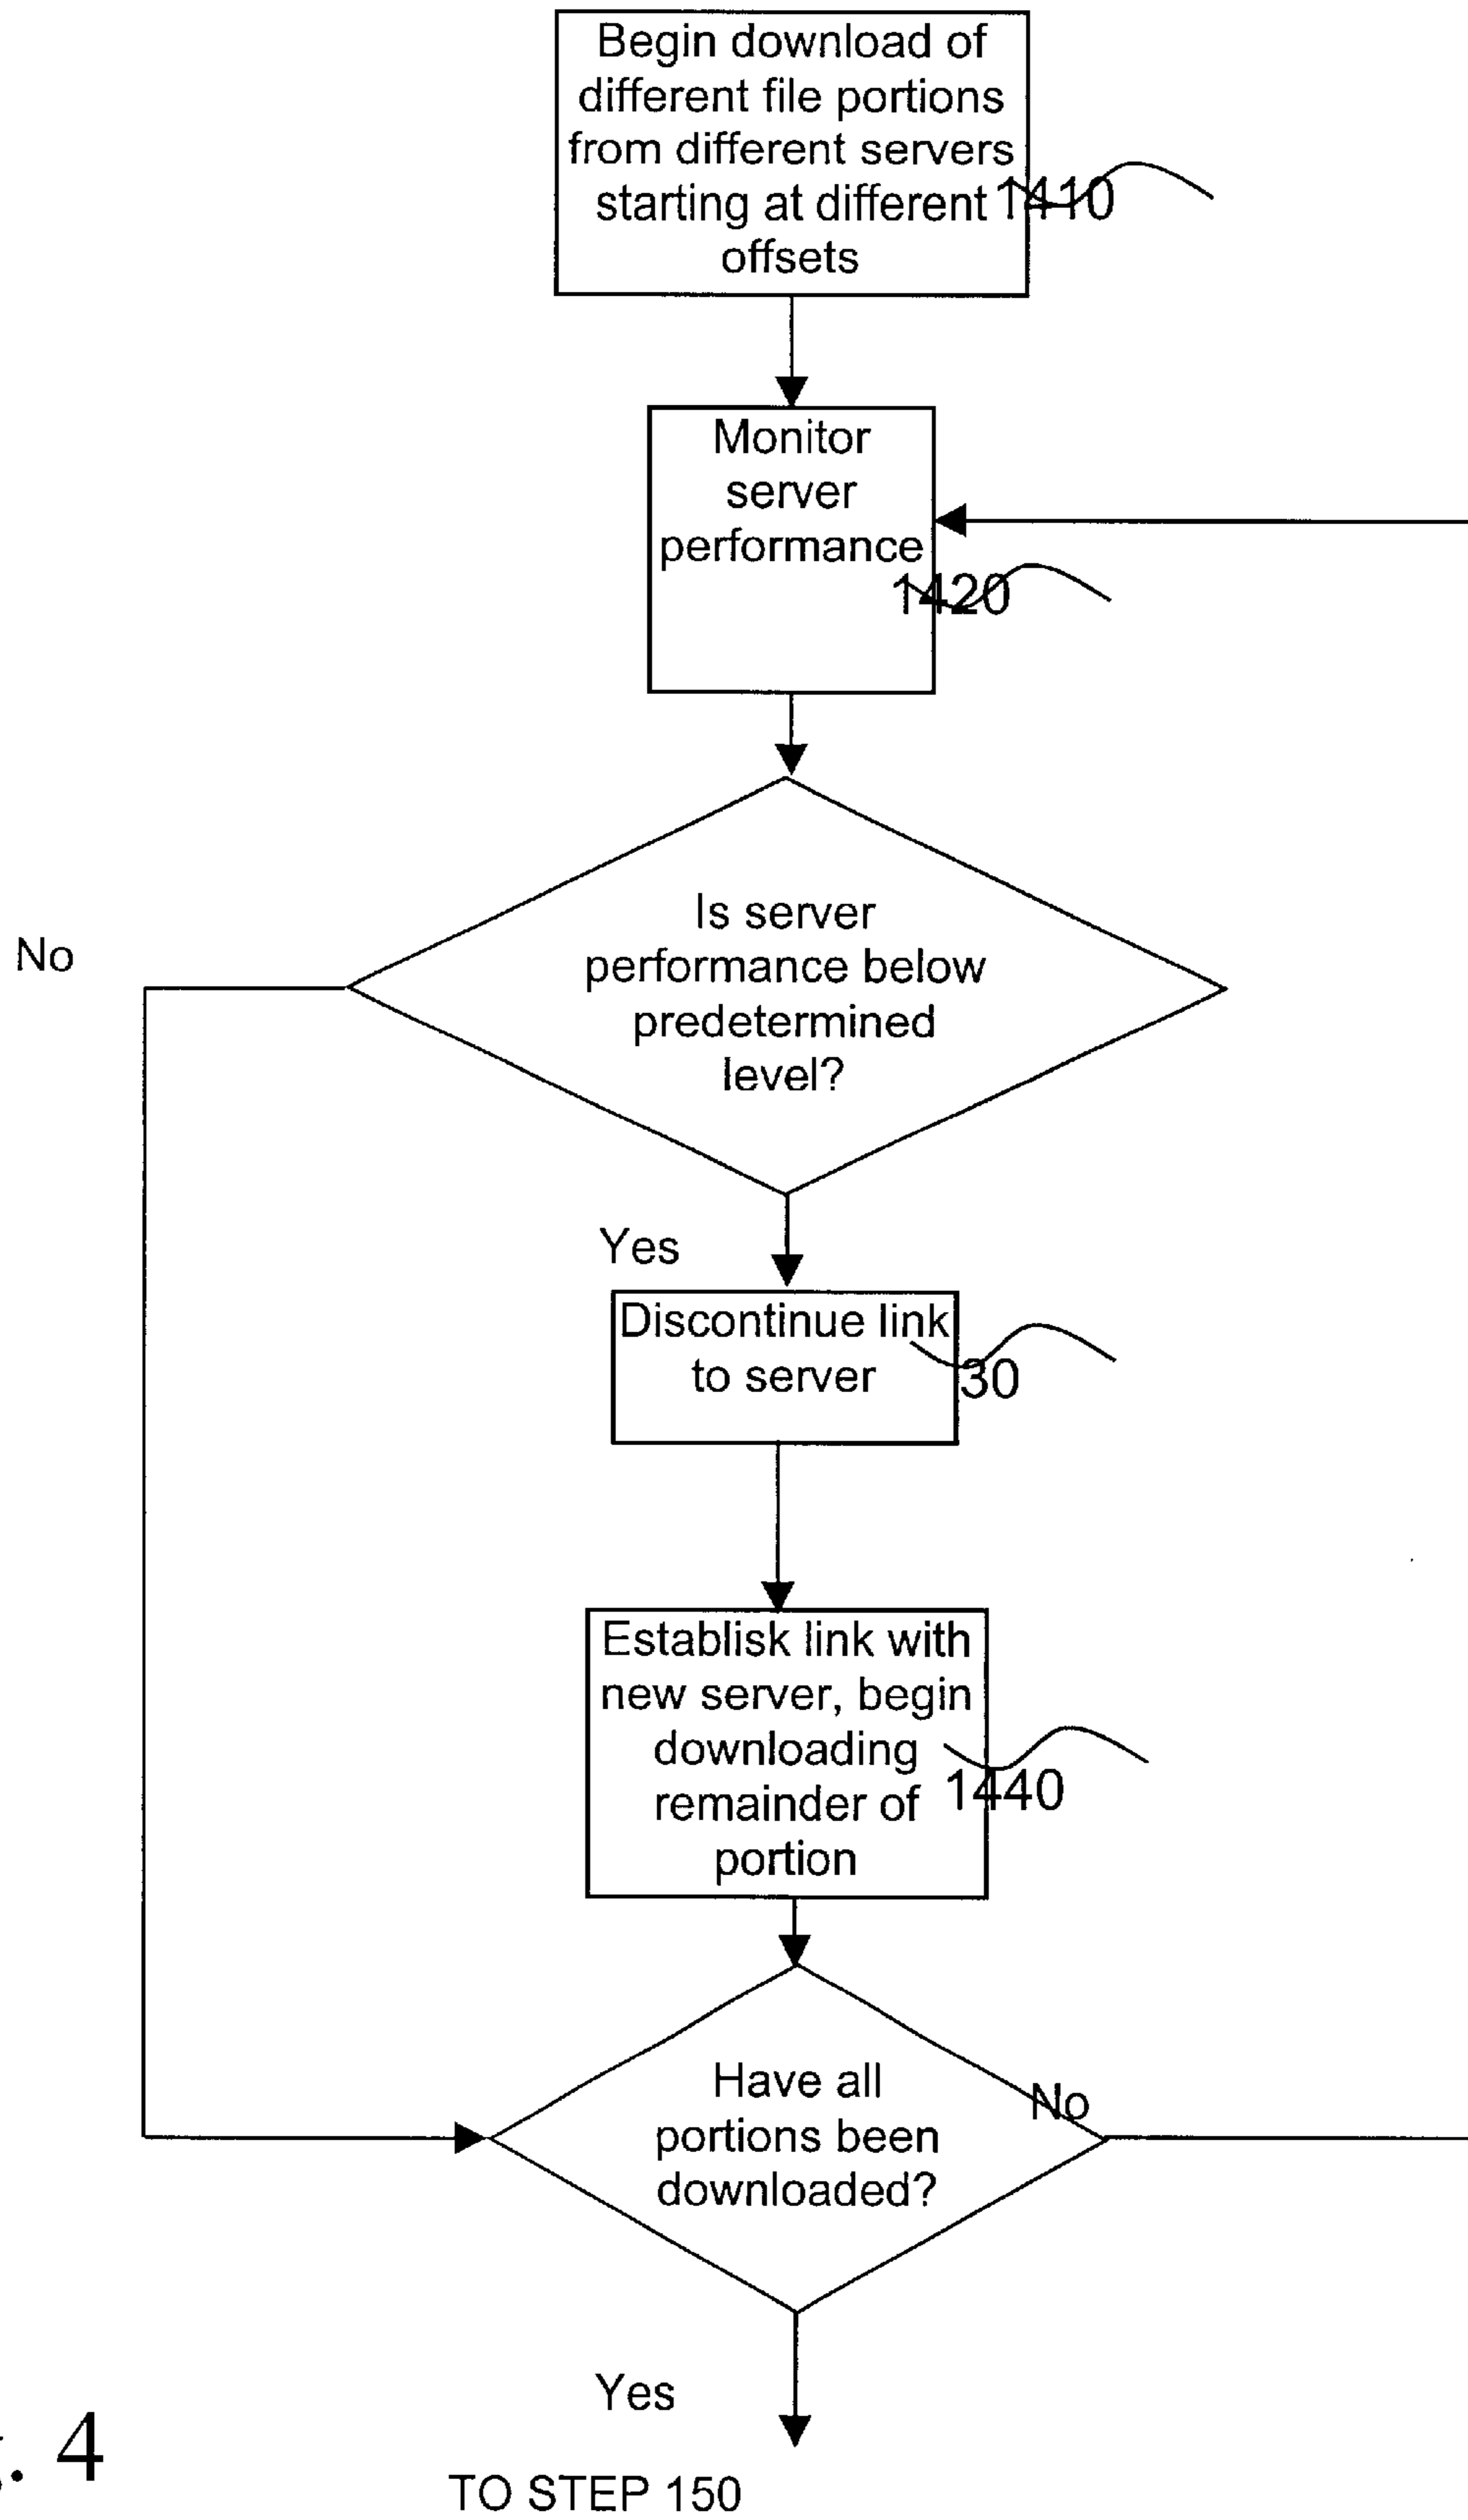 Begin download of
different file portions
from different servers
starting at different
offsets
1410
Monitor
server
performance
1420
Is server
performance below
predetermined
level?
No
Yes
Discontinue link
to server
30
Establisk link with
new server, begin
downloading
remainder of
portion
1440
Have all
portions been
downloaded?
No
Yes
. 4
TO STEP 150